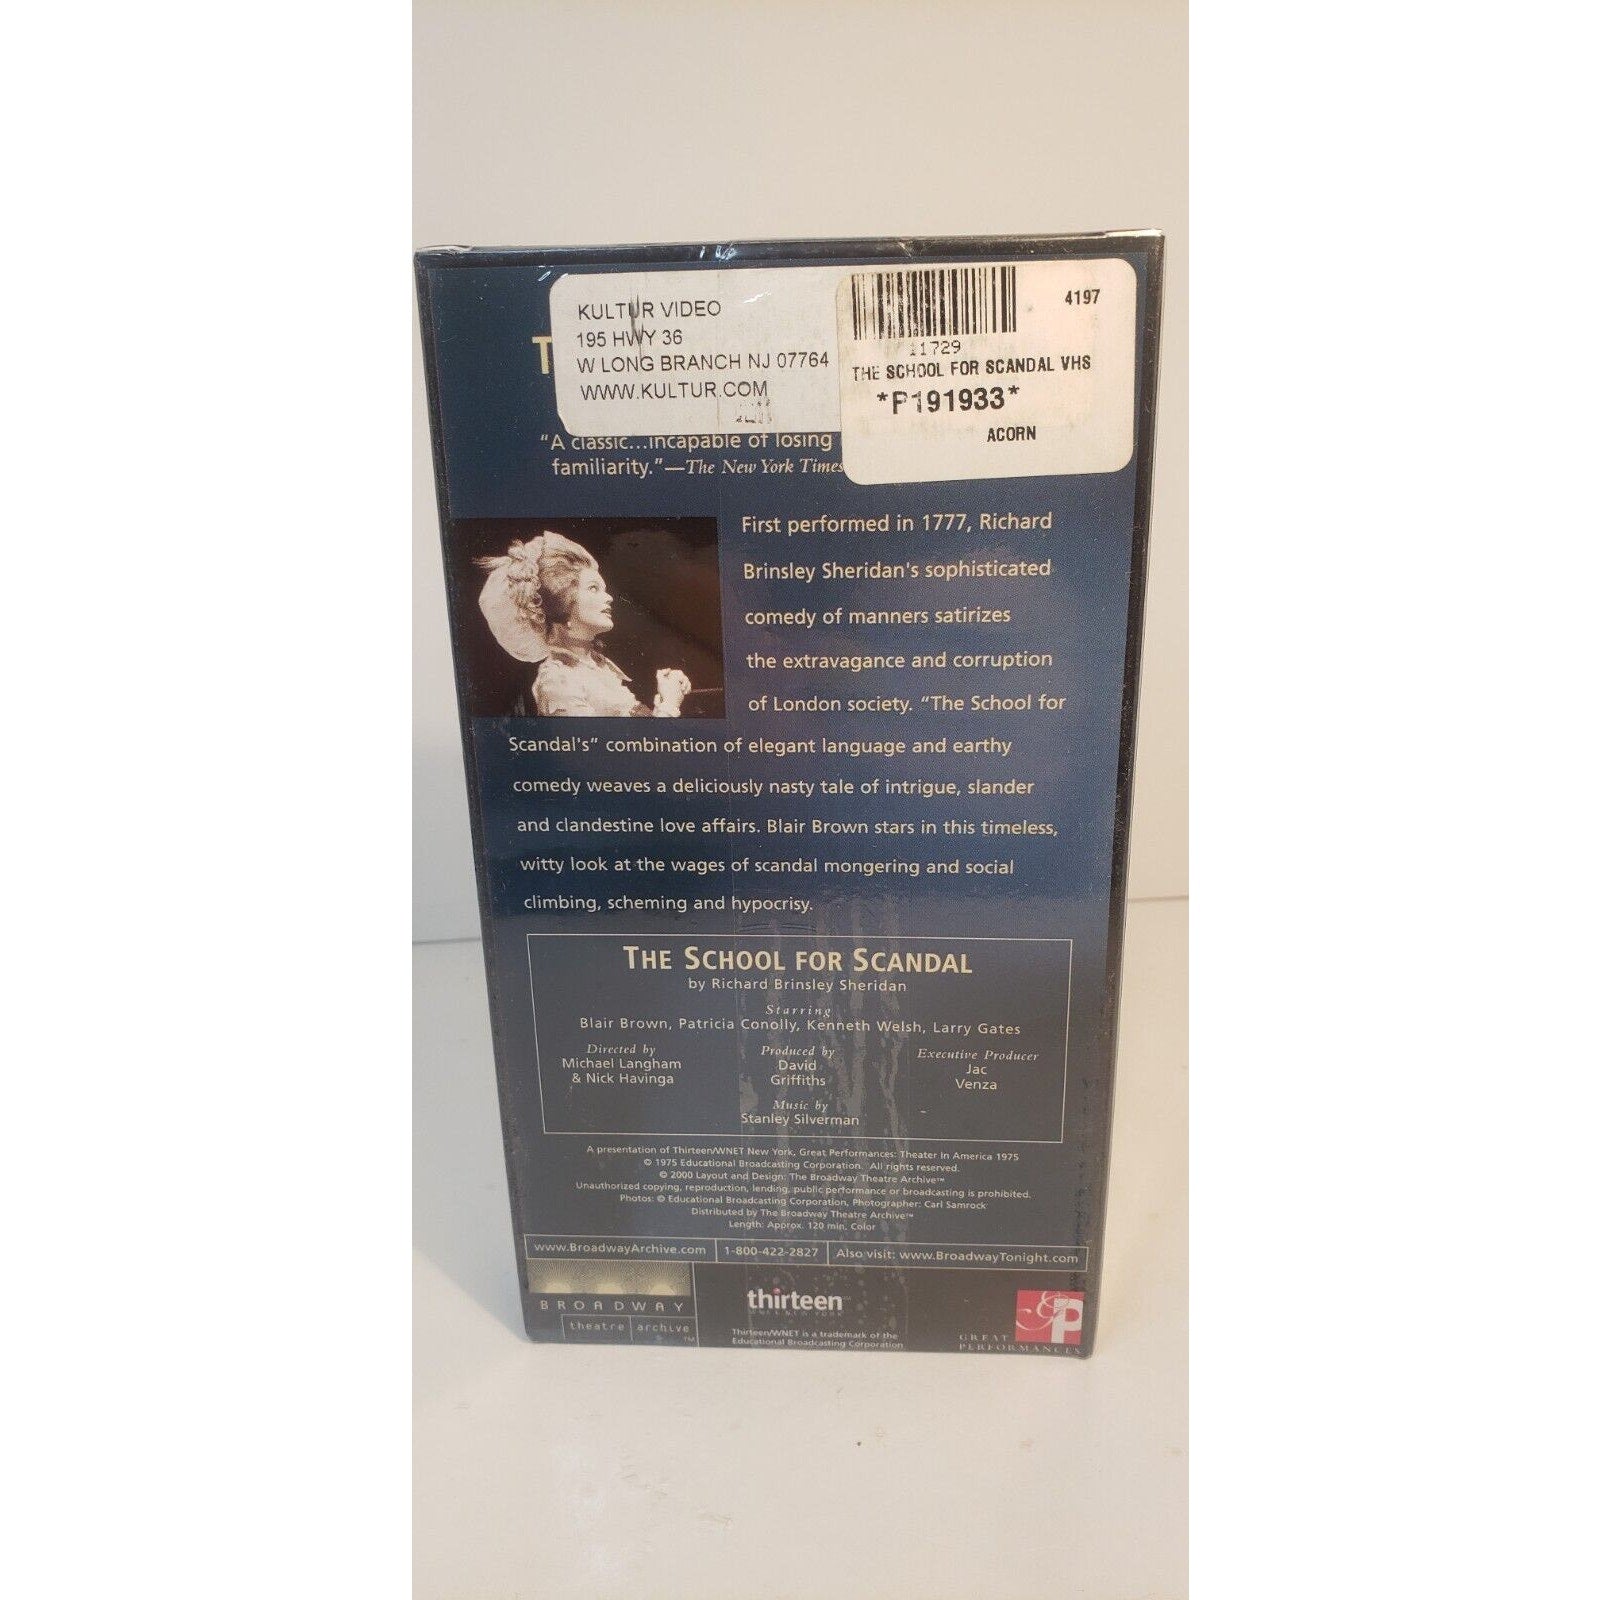 KULTUR VIDEO
195 HWY 36
W LONG BRANCH NJ 07764
WWW.KULTUR.COM
4197
11729
THE SCHOOL FOR SCANDAL VHS
*P191933*
ACORN
T
“A classic...incapable of losing
familiarity.”—The New York Times
First performed in 1777, Richard
Brinsley Sheridan's sophisticated
comedy of manners satirizes
the extravagance and corruption
of London society. “The School for
Scandal's” combination of elegant language and earthy
comedy weaves a deliciously nasty tale of intrigue, slander
and clandestine love affairs. Blair Brown stars in this timeless,
witty look at the wages of scandal mongering and social
climbing, scheming and hypocrisy.
THE SCHOOL FOR SCANDAL
by Richard Brinsley Sheridan
Starring
Blair Brown, Patricia Conolly, Kenneth Welsh, Larry Gates
Directed by
Michael Langham
& Nick Havinga
Produced by
David
Griffiths
Executive Producer
Jac
Venza
Music by
Stanley Silverman
A presentation of Thirteen/WNET New York, Great Performances: Theater In America 1975
© 1975 Educational Broadcasting Corporation. All rights reserved.
© 2000 Layout and Design: The Broadway Theatre Archive™
Unauthorized copying, reproduction, lending, public performance or broadcasting is prohibited.
Photos: © Educational Broadcasting Corporation, Photographer: Carl Samrock
Distributed by The Broadway Theatre Archive™
Length: Approx. 120 min. Color
www.BroadwayArchive.com 1-800-422-2827 Also visit: www.BroadwayTonight.com
BROADWAY
theatre archive™
thirteen
Thirteen/WNET is a trademark of the
Educational Broadcasting Corporation
GP
GREAT
PERFORMANCES